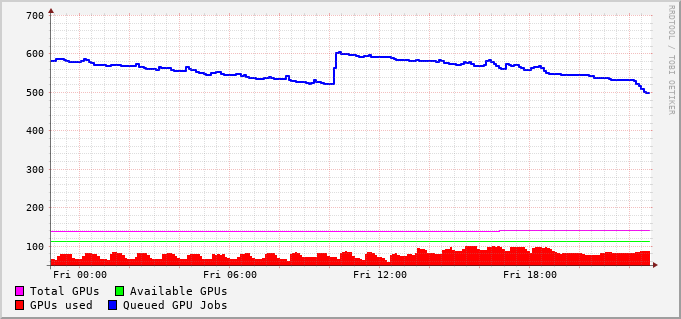 700
600
500
400
300
200
100
Fri 00:00 Fri 06:00 Fri 12:00 Fri 18:00
Total GPUs Available GPUs
GPUs used Queued GPU Jobs
RRDTOOL / TOBI OETIKER